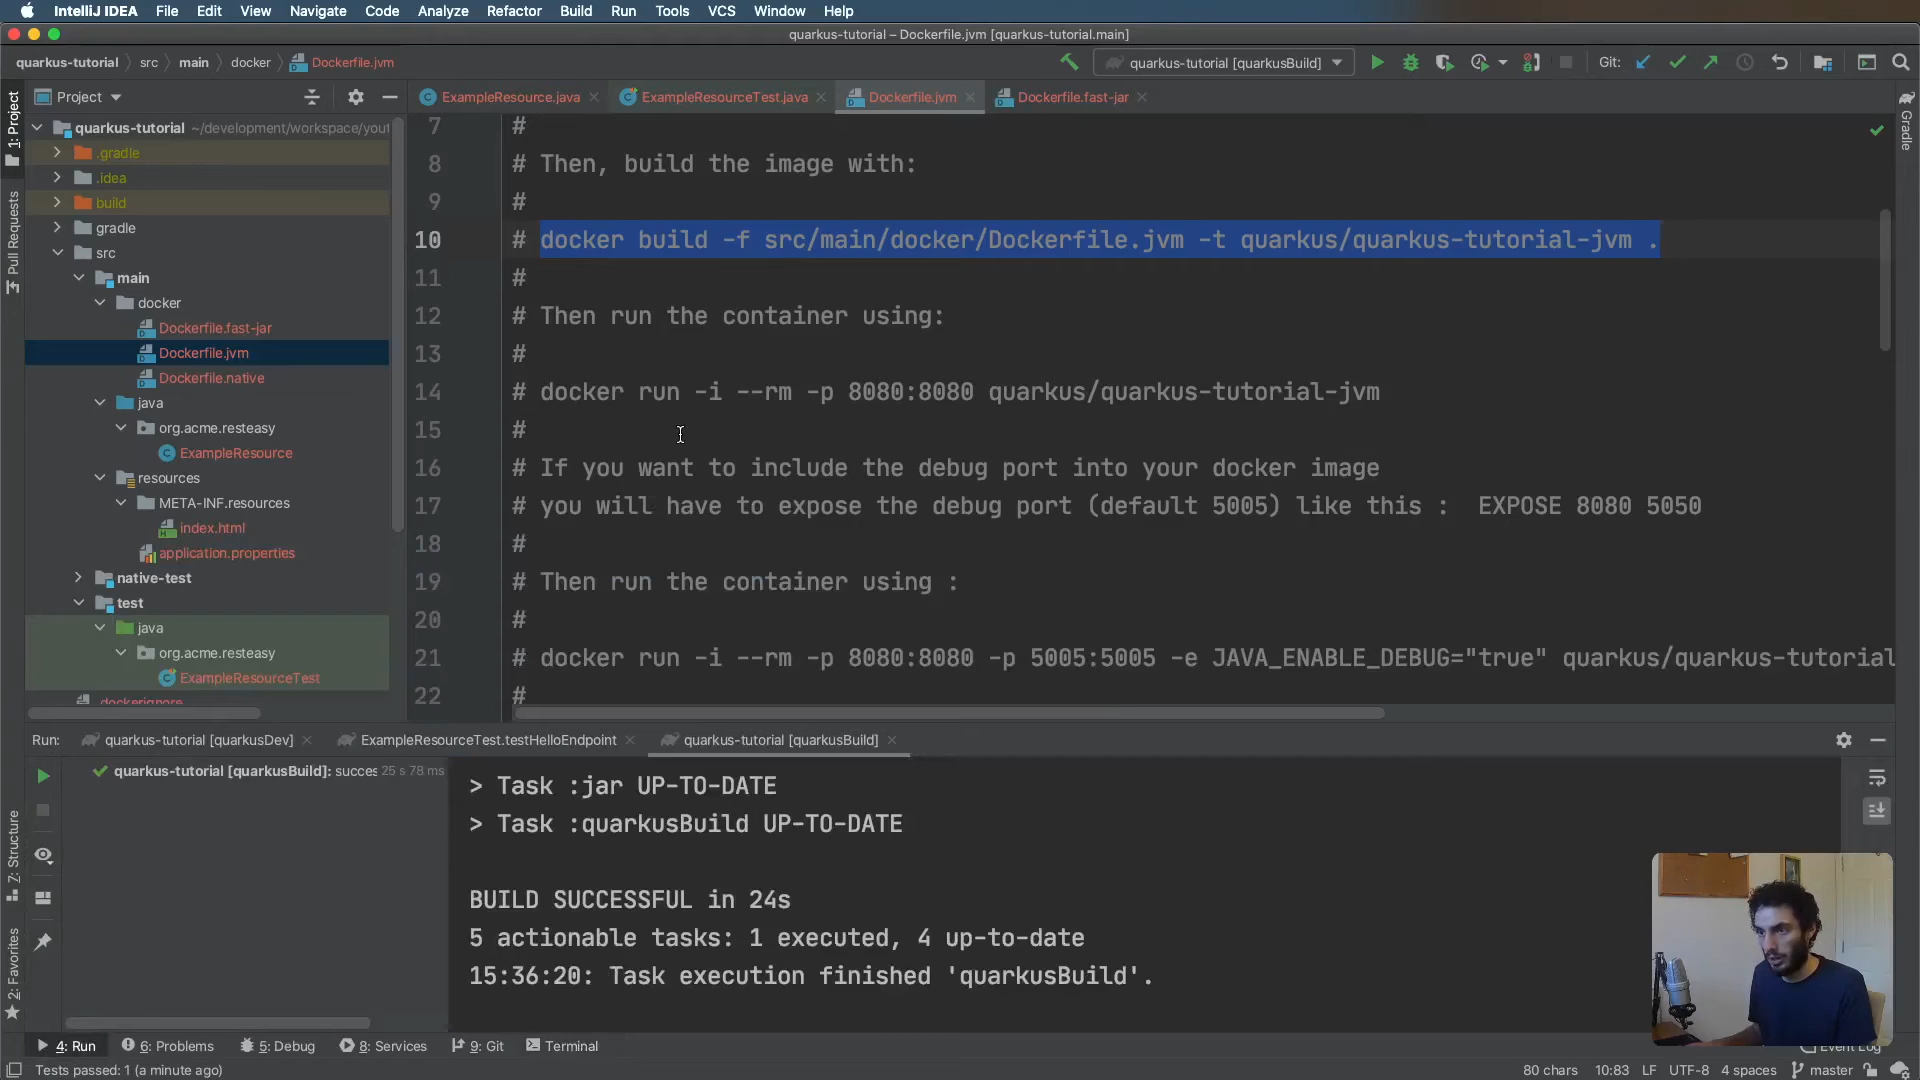 IntelliJ IDEA File Edit View Navigate Code Analyze Refactor Build Run Tools VCS Window Help
quarkus-tutorial – Dockerfile.jvm [quarkus-tutorial.main]
quarkus-tutorial src main docker Dockerfile.jvm
quarkus-tutorial [quarkusBuild]
Git:
1: Project
Pull Requests
Z: Structure
2: Favorites
Project
quarkus-tutorial ~/development/workspace/yout
.gradle
.idea
build
gradle
src
main
docker
Dockerfile.fast-jar
Dockerfile.jvm
Dockerfile.native
java
org.acme.resteasy
ExampleResource
resources
META-INF.resources
index.html
application.properties
native-test
test
java
org.acme.resteasy
ExampleResourceTest
.dockerignore
ExampleResource.java ExampleResourceTest.java Dockerfile.jvm Dockerfile.fast-jar
Gradle
7 #
8 # Then, build the image with:
9 #
10 # docker build -f src/main/docker/Dockerfile.jvm -t quarkus/quarkus-tutorial-jvm .
11 #
12 # Then run the container using:
13 #
14 # docker run -i --rm -p 8080:8080 quarkus/quarkus-tutorial-jvm
15 #
16 # If you want to include the debug port into your docker image
17 # you will have to expose the debug port (default 5005) like this :  EXPOSE 8080 5050
18 #
19 # Then run the container using :
20 #
21 # docker run -i --rm -p 8080:8080 -p 5005:5005 -e JAVA_ENABLE_DEBUG="true" quarkus/quarkus-tutorial
22 #
Run: quarkus-tutorial [quarkusDev] ExampleResourceTest.testHelloEndpoint quarkus-tutorial [quarkusBuild]
quarkus-tutorial [quarkusBuild]: succes 25 s 78 ms
> Task :jar UP-TO-DATE
> Task :quarkusBuild UP-TO-DATE
BUILD SUCCESSFUL in 24s
5 actionable tasks: 1 executed, 4 up-to-date
15:36:20: Task execution finished 'quarkusBuild'.
4: Run 6: Problems 5: Debug 8: Services 9: Git Terminal Event Log
Tests passed: 1 (a minute ago)
80 chars 10:83 LF UTF-8 4 spaces master